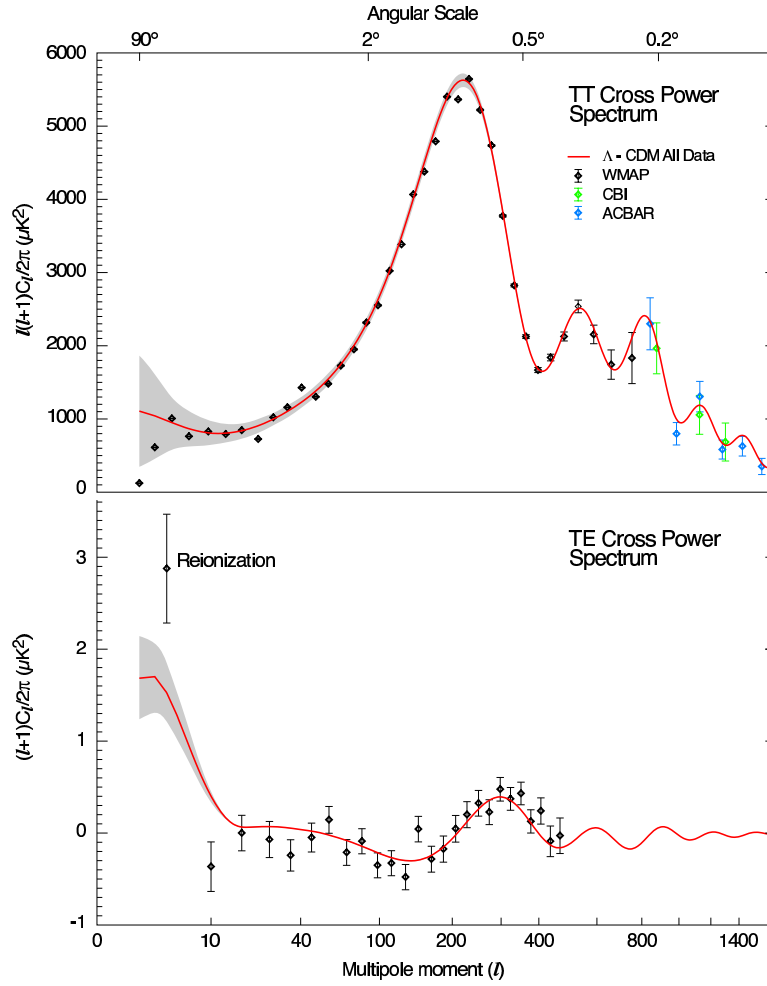 Angular Scale
90° 2° 0.5° 0.2°
6000
5000
4000
3000
2000
1000
0
l(l+1)Cl/2π (µK²)
TT Cross Power
Spectrum
Λ - CDM All Data
WMAP
CBI
ACBAR
3
2
1
0
-1
(l+1)Cl/2π (µK²)
Reionization
TE Cross Power
Spectrum
0 10 40 100 200 400 800 1400
Multipole moment (l)